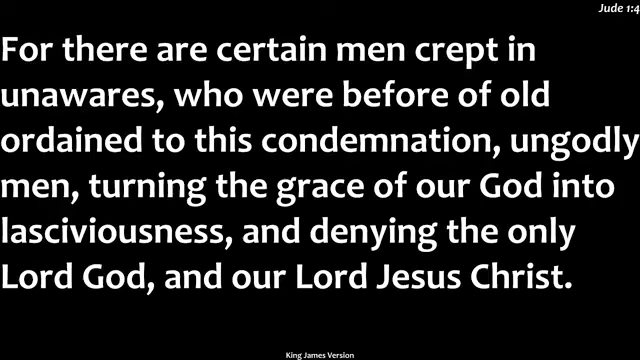 Jude 1:4
For there are certain men crept in
unawares, who were before of old
ordained to this condemnation, ungodly
men, turning the grace of our God into
lasciviousness, and denying the only
Lord God, and our Lord Jesus Christ.
King James Version